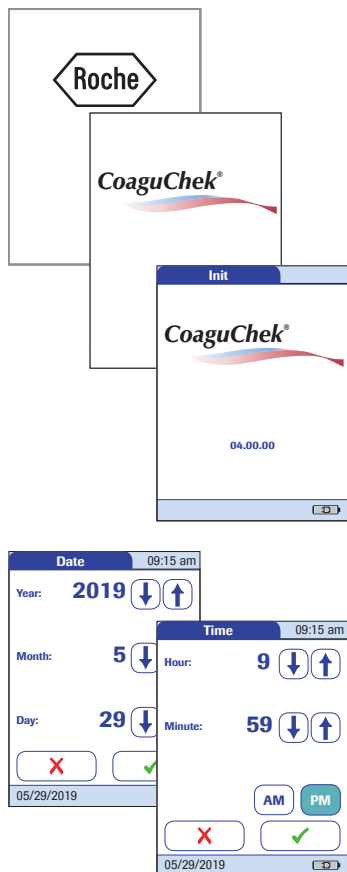 Roche
CoaguChek®
Init
CoaguChek®
04.00.00
Date 09:15 am
Year: 2019
Month: 5
Day: 29
05/29/2019
Time 09:15 am
Hour: 9
Minute: 59
AM PM
05/29/2019